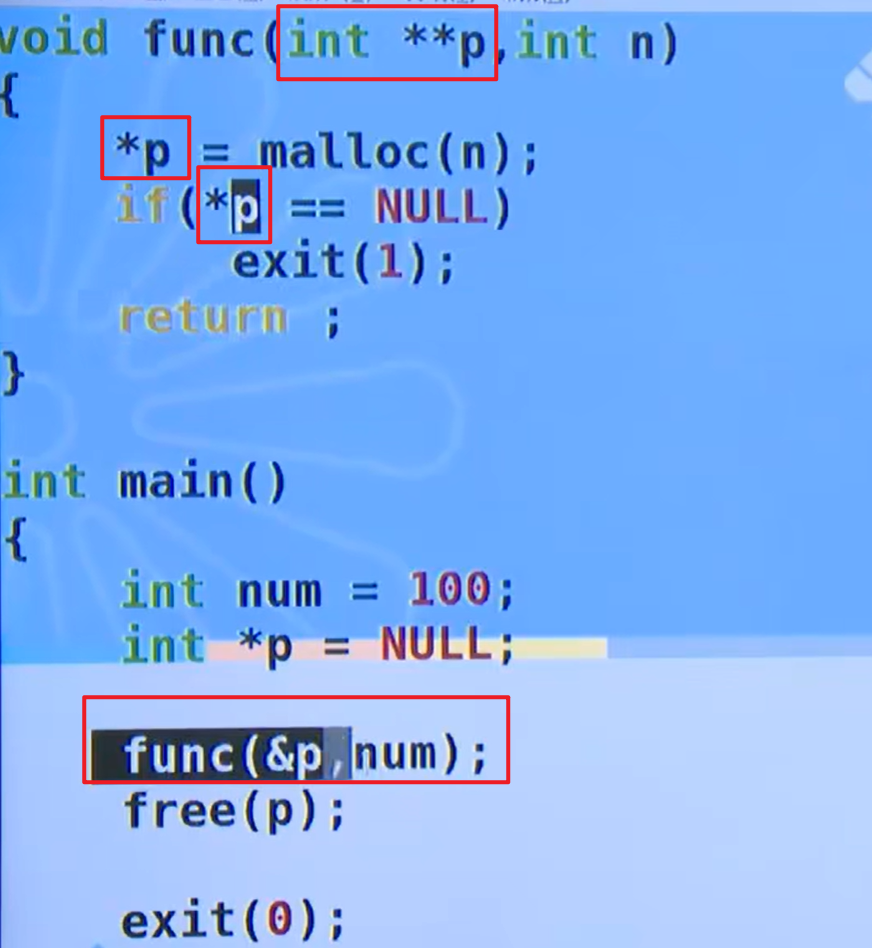 void func(int **p,int n)
{
*p = malloc(n);
if(*p == NULL)
exit(1);
return ;
}
int main()
{
int num = 100;
int *p = NULL;
func(&p,num);
free(p);
exit(0);